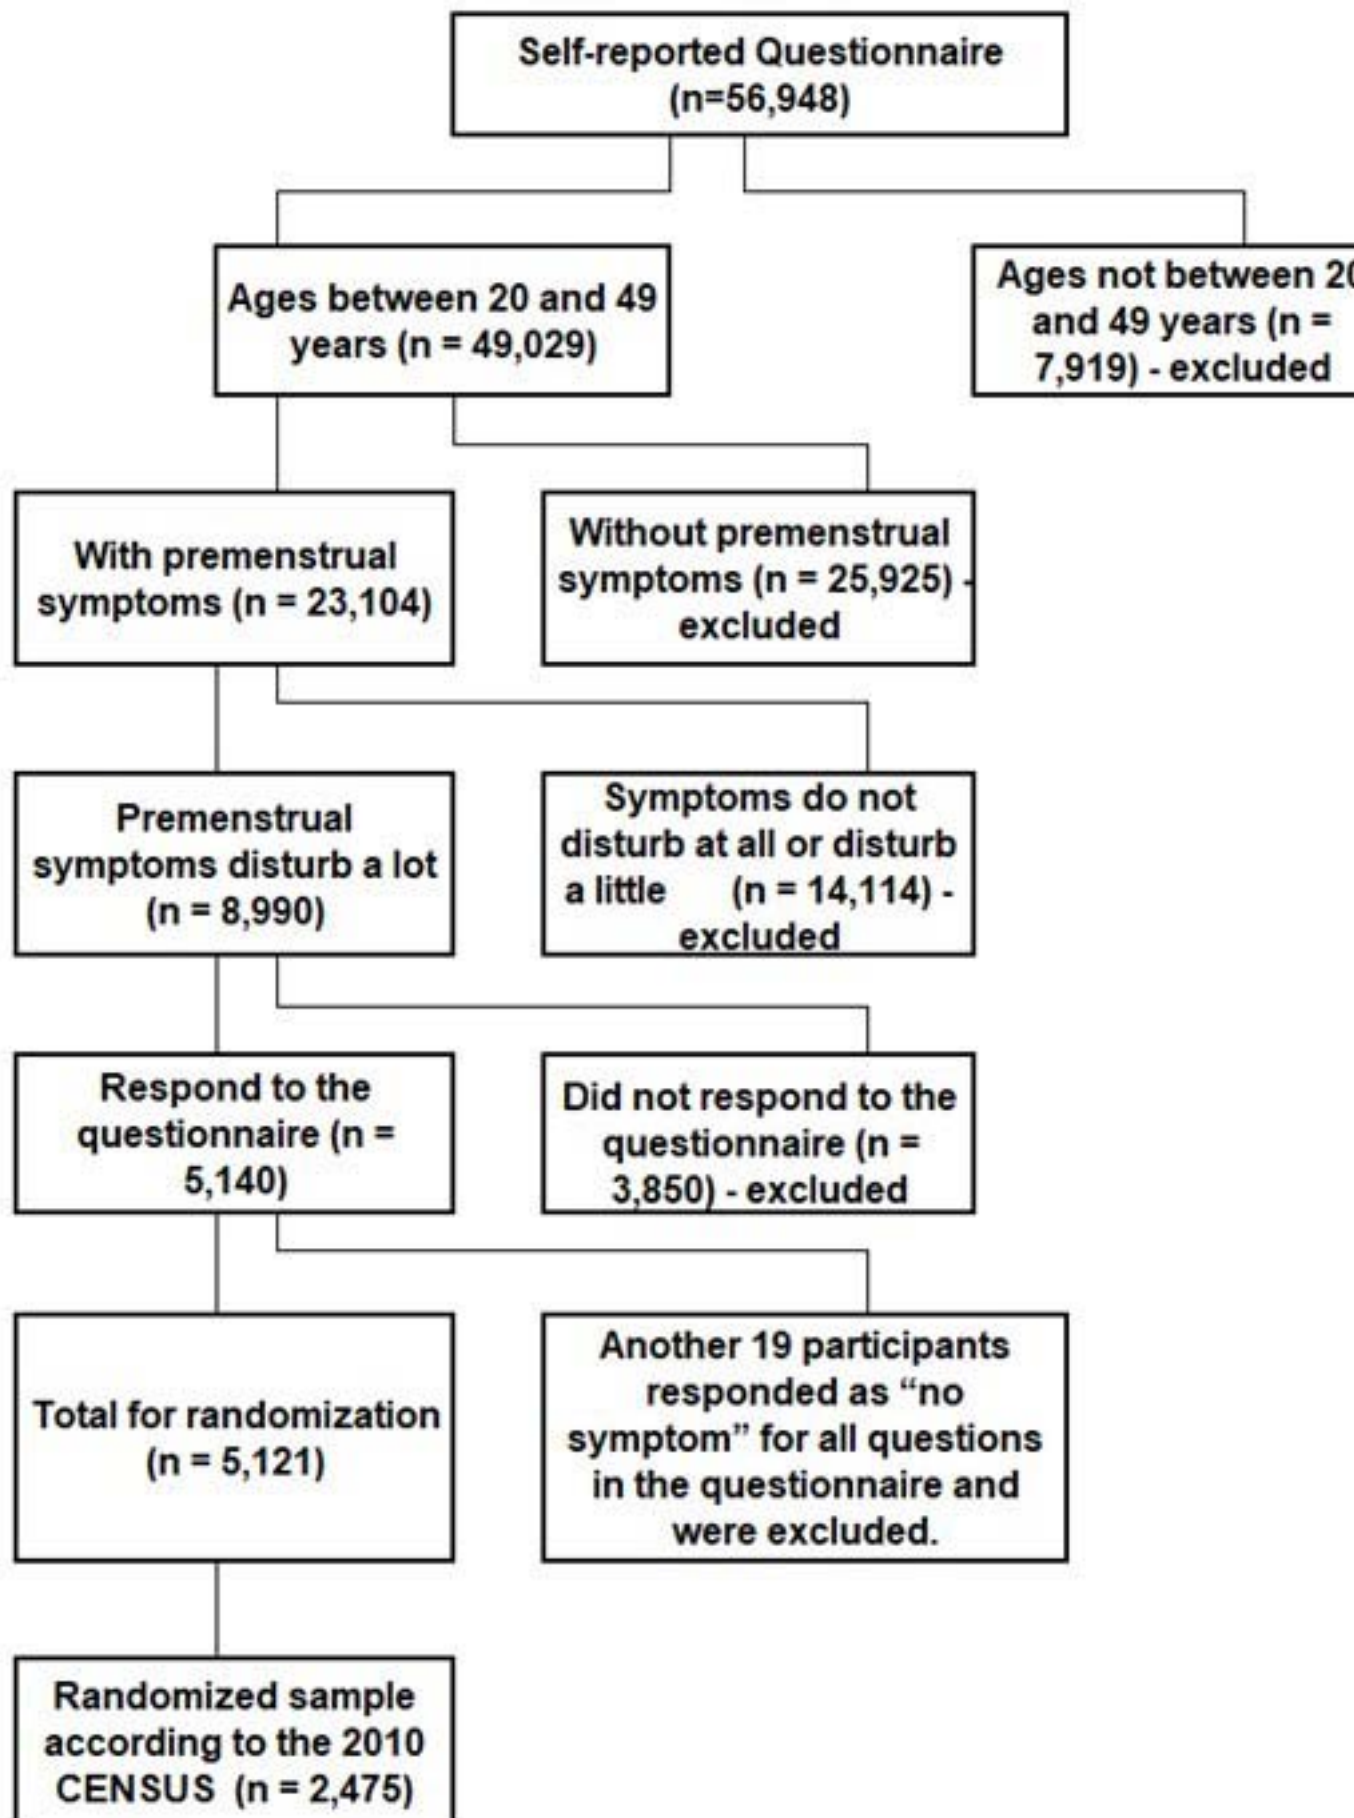 Self-reported Questionnaire
(n=56,948)
Ages between 20 and 49
years (n = 49,029)
Ages not between 20
and 49 years (n =
7,919) - excluded
With premenstrual
symptoms (n = 23,104)
Without premenstrual
symptoms (n = 25,925) -
excluded
Premenstrual
symptoms disturb a lot
(n = 8,990)
Symptoms do not
disturb at all or disturb
a little (n = 14,114) -
excluded
Respond to the
questionnaire (n =
5,140)
Did not respond to the
questionnaire (n =
3,850) - excluded
Total for randomization
(n = 5,121)
Another 19 participants
responded as “no
symptom” for all questions
in the questionnaire and
were excluded.
Randomized sample
according to the 2010
CENSUS (n = 2,475)